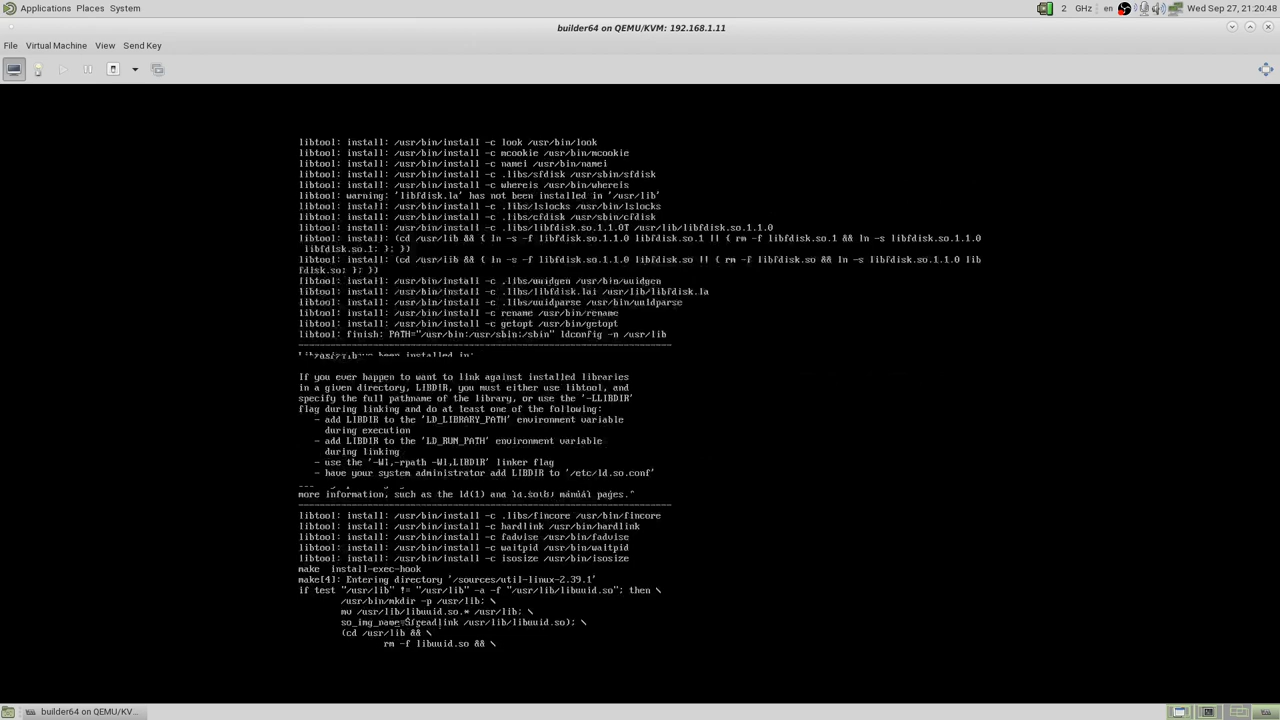 Applications Places System 2 GHz en Wed Sep 27, 21:20:48
builder64 on QEMU/KVM: 192.168.1.11
File Virtual Machine View Send Key
libtool: install: /usr/bin/install -c look /usr/bin/look
libtool: install: /usr/bin/install -c mcookie /usr/bin/mcookie
libtool: install: /usr/bin/install -c namei /usr/bin/namei
libtool: install: /usr/bin/install -c .libs/sfdisk /usr/sbin/sfdisk
libtool: install: /usr/bin/install -c whereis /usr/bin/whereis
libtool: warning: 'libfdisk.la' has not been installed in '/usr/lib'
libtool: install: /usr/bin/install -c .libs/lslocks /usr/bin/lslocks
libtool: install: /usr/bin/install -c .libs/cfdisk /usr/sbin/cfdisk
libtool: install: /usr/bin/install -c .libs/libfdisk.so.1.1.0T /usr/lib/libfdisk.so.1.1.0
libtool: install: (cd /usr/lib && { ln -s -f libfdisk.so.1.1.0 libfdisk.so.1 || { rm -f libfdisk.so.1 && ln -s libfdisk.so.1.1.0
libfdisk.so.1; }; })
libtool: install: (cd /usr/lib && { ln -s -f libfdisk.so.1.1.0 libfdisk.so || { rm -f libfdisk.so && ln -s libfdisk.so.1.1.0 lib
fdisk.so; }; })
libtool: install: /usr/bin/install -c .libs/uuidgen /usr/bin/uuidgen
libtool: install: /usr/bin/install -c .libs/libfdisk.lai /usr/lib/libfdisk.la
libtool: install: /usr/bin/install -c .libs/uuidparse /usr/bin/uuidparse
libtool: install: /usr/bin/install -c rename /usr/bin/rename
libtool: install: /usr/bin/install -c getopt /usr/bin/getopt
libtool: finish: PATH="/usr/bin:/usr/sbin:/sbin" ldconfig -n /usr/lib
----------------------------------------------------------------------
have been installed in:
If you ever happen to want to link against installed libraries
in a given directory, LIBDIR, you must either use libtool, and
specify the full pathname of the library, or use the '-LLIBDIR'
flag during linking and do at least one of the following:
- add LIBDIR to the 'LD_LIBRARY_PATH' environment variable
during execution
- add LIBDIR to the 'LD_RUN_PATH' environment variable
during linking
- use the '-Wl,-rpath -Wl,LIBDIR' linker flag
- have your system administrator add LIBDIR to '/etc/ld.so.conf'
more information, such as the ld(1) and ld.so(8) manual pages.
----------------------------------------------------------------------
libtool: install: /usr/bin/install -c .libs/fincore /usr/bin/fincore
libtool: install: /usr/bin/install -c hardlink /usr/bin/hardlink
libtool: install: /usr/bin/install -c fadvise /usr/bin/fadvise
libtool: install: /usr/bin/install -c waitpid /usr/bin/waitpid
libtool: install: /usr/bin/install -c isosize /usr/bin/isosize
make install-exec-hook
make[4]: Entering directory '/sources/util-linux-2.39.1'
if test "/usr/lib" != "/usr/lib" -a -f "/usr/lib/libuuid.so"; then \
/usr/bin/mkdir -p /usr/lib; \
mv /usr/lib/libuuid.so.* /usr/lib; \
so_img_name=$(readlink /usr/lib/libuuid.so); \
(cd /usr/lib && \
rm -f libuuid.so && \
builder64 on QEMU/KV...